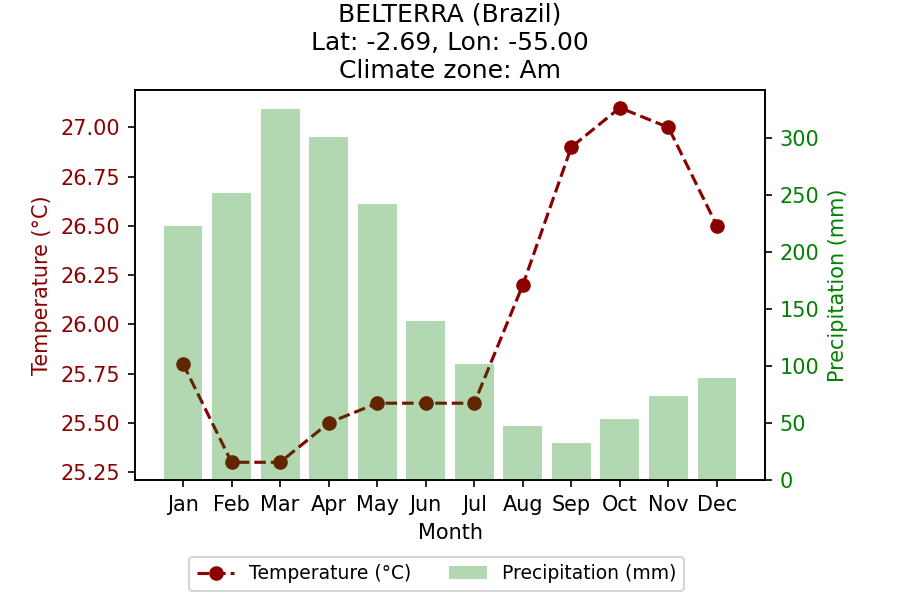 BELTERRA (Brazil)
Lat: -2.69, Lon: -55.00
Climate zone: Am
27.00
26.75
26.50
26.25
26.00
25.75
25.50
25.25
Temperature (°C)
300
250
200
150
100
50
0
Precipitation (mm)
Jan Feb Mar Apr May Jun Jul Aug Sep Oct Nov Dec
Month
Temperature (°C) Precipitation (mm)